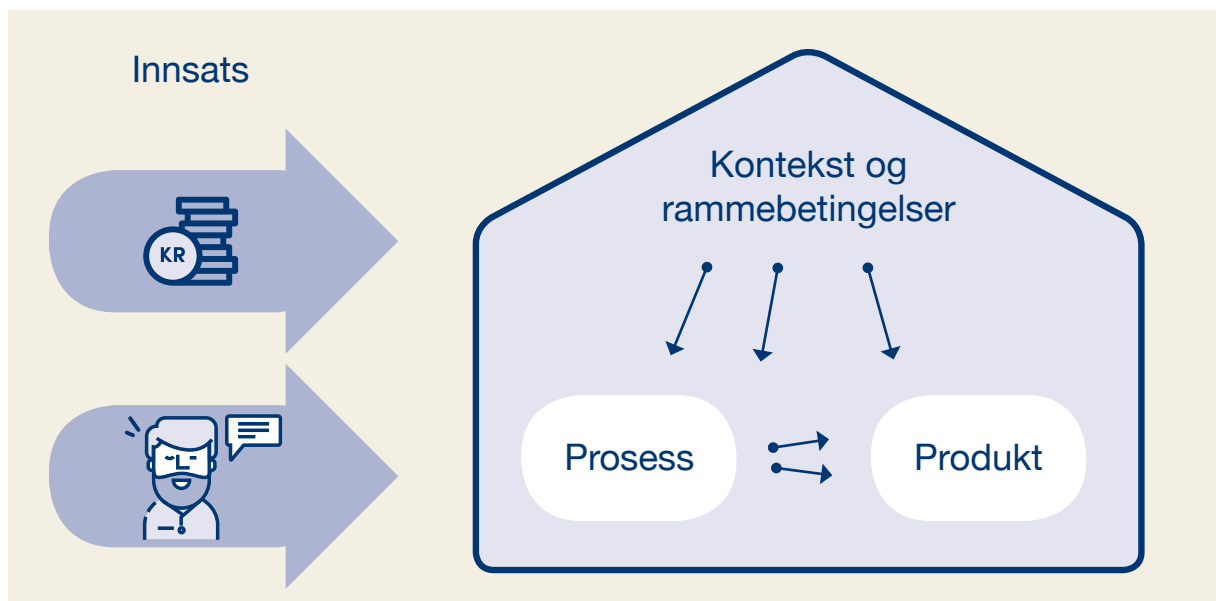 Innsats
KR
Kontekst og
rammebetingelser
Prosess
Produkt